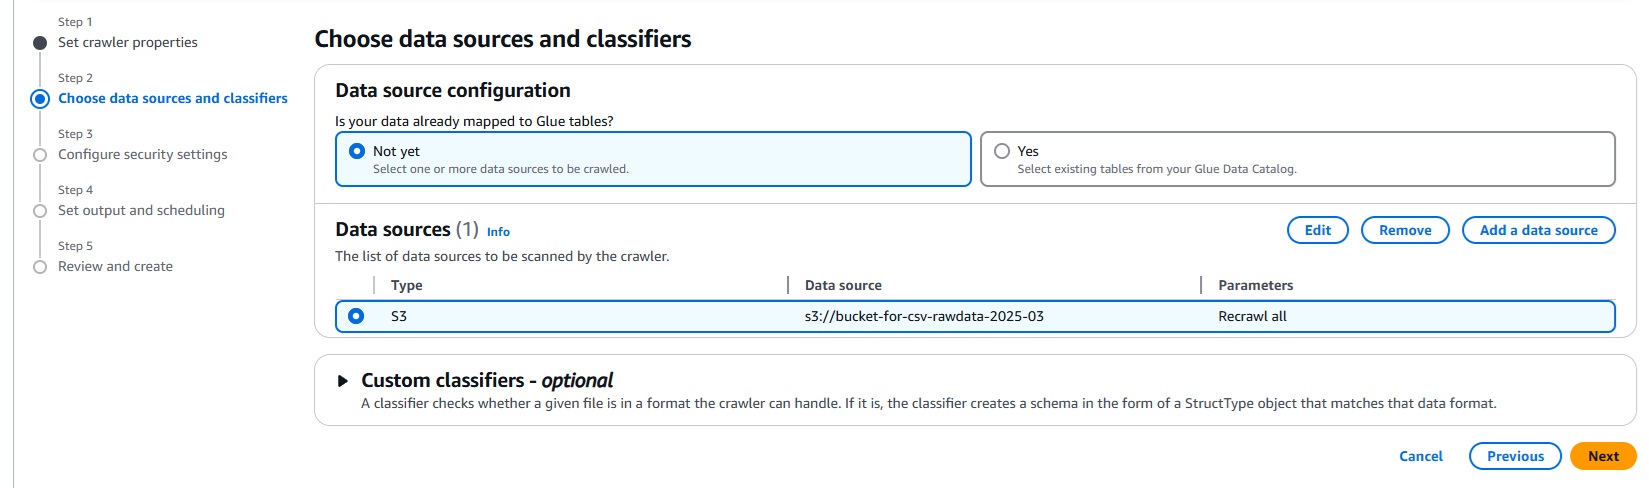 Step 1
Set crawler properties
Step 2
Choose data sources and classifiers
Step 3
Configure security settings
Step 4
Set output and scheduling
Step 5
Review and create
Choose data sources and classifiers
Data source configuration
Is your data already mapped to Glue tables?
Not yet
Select one or more data sources to be crawled.
Yes
Select existing tables from your Glue Data Catalog.
Data sources (1) Info
Edit Remove Add a data source
The list of data sources to be scanned by the crawler.
Type Data source Parameters
S3 s3://bucket-for-csv-rawdata-2025-03 Recrawl all
Custom classifiers - optional
A classifier checks whether a given file is in a format the crawler can handle. If it is, the classifier creates a schema in the form of a StructType object that matches that data format.
Cancel Previous Next